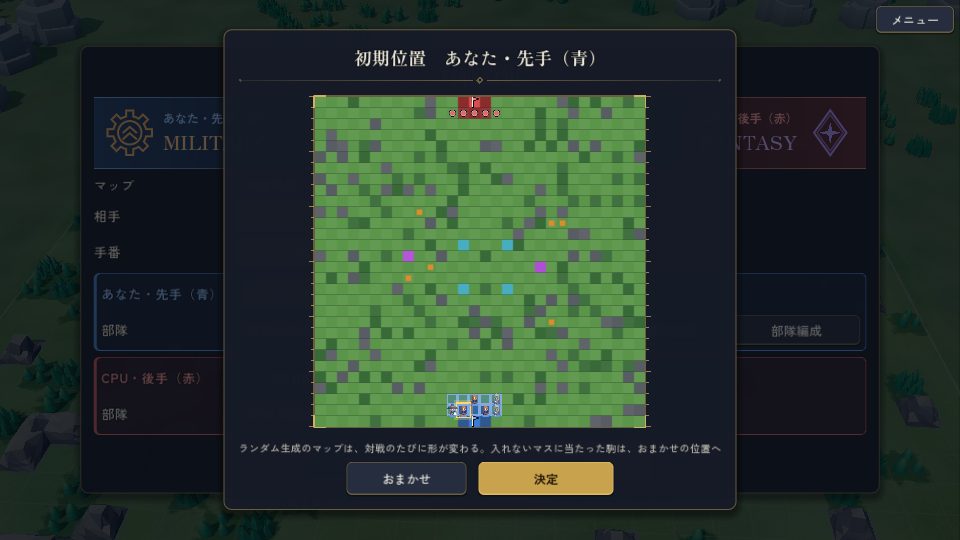 メニュー
初期位置　あなた・先手（青）
あなた・先
MILIT
後手（赤）
NTASY
マップ
相手
手番
あなた・先手（青）
部隊
部隊編成
CPU・後手（赤）
部隊
ランダム生成のマップは、対戦のたびに形が変わる。入れないマスに当たった駒は、おまかせの位置へ
おまかせ
決定